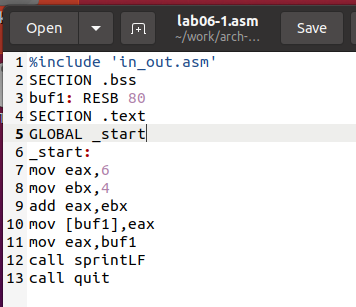 Open
lab06-1.asm
~/work/arch-...
Save
1 %include 'in_out.asm'
2 SECTION .bss
3 buf1: RESB 80
4 SECTION .text
5 GLOBAL _start
6 _start:
7 mov eax,6
8 mov ebx,4
9 add eax,ebx
10 mov [buf1],eax
11 mov eax,buf1
12 call sprintLF
13 call quit